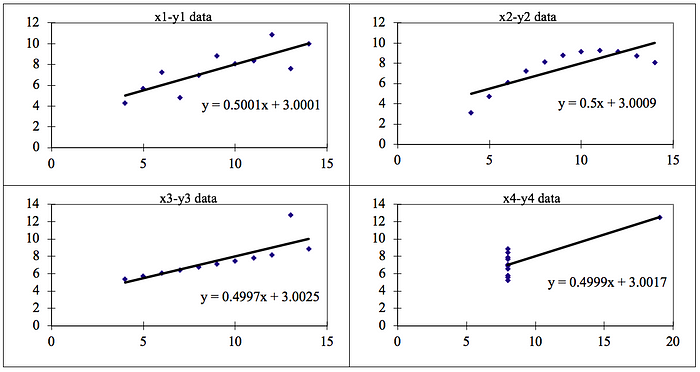 x1-y1 data
12
10
8
6
4
2
0
0 5 10 15
y = 0.5001x + 3.0001
x2-y2 data
12
10
8
6
4
2
0
0 5 10 15
y = 0.5x + 3.0009
x3-y3 data
14
12
10
8
6
4
2
0
0 5 10 15
y = 0.4997x + 3.0025
x4-y4 data
14
12
10
8
6
4
2
0
0 5 10 15 20
y = 0.4999x + 3.0017